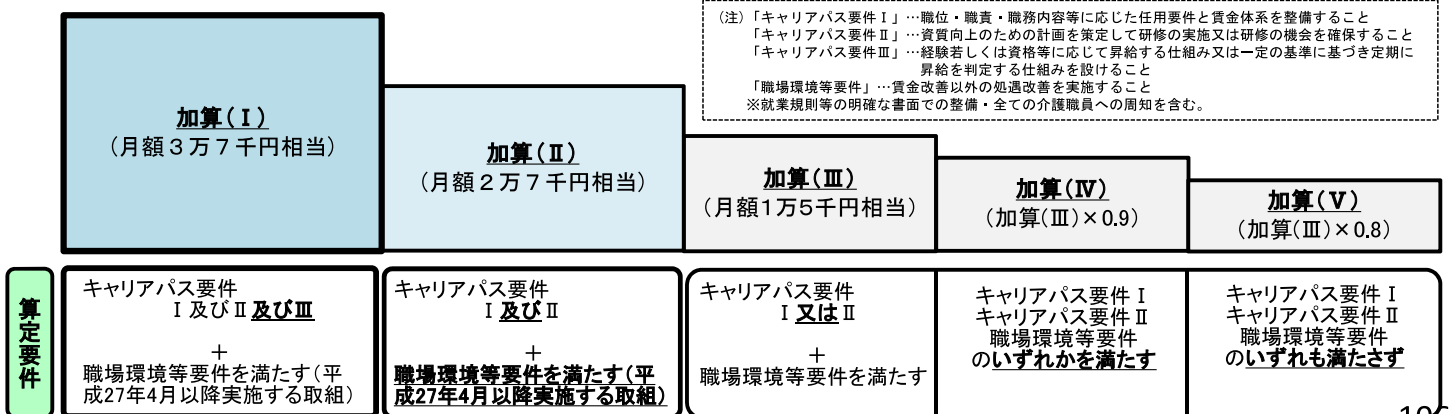 (注)「キャリアパス要件Ⅰ」…職位・職責・職務内容等に応じた任用要件と賃金体系を整備すること
「キャリアパス要件Ⅱ」…資質向上のための計画を策定して研修の実施又は研修の機会を確保すること
「キャリアパス要件Ⅲ」…経験若しくは資格等に応じて昇給する仕組み又は一定の基準に基づき定期に
昇給を判定する仕組みを設けること
「職場環境等要件」…賃金改善以外の処遇改善を実施すること
※就業規則等の明確な書面での整備・全ての介護職員への周知を含む。
加算(Ⅰ)
(月額3万7千円相当)
加算(Ⅱ)
(月額2万7千円相当)
加算(Ⅲ)
(月額1万5千円相当)
加算(Ⅳ)
(加算(Ⅲ)×0.9)
加算(Ⅴ)
(加算(Ⅲ)×0.8)
算定要件
キャリアパス要件
Ⅰ及びⅡ及びⅢ
+
職場環境等要件を満たす(平
成27年4月以降実施する取組)
キャリアパス要件
Ⅰ及びⅡ
+
職場環境等要件を満たす(平
成27年4月以降実施する取組)
キャリアパス要件
Ⅰ又はⅡ
+
職場環境等要件を満たす
キャリアパス要件Ⅰ
キャリアパス要件Ⅱ
職場環境等要件
のいずれかを満たす
キャリアパス要件Ⅰ
キャリアパス要件Ⅱ
職場環境等要件
のいずれも満たさず